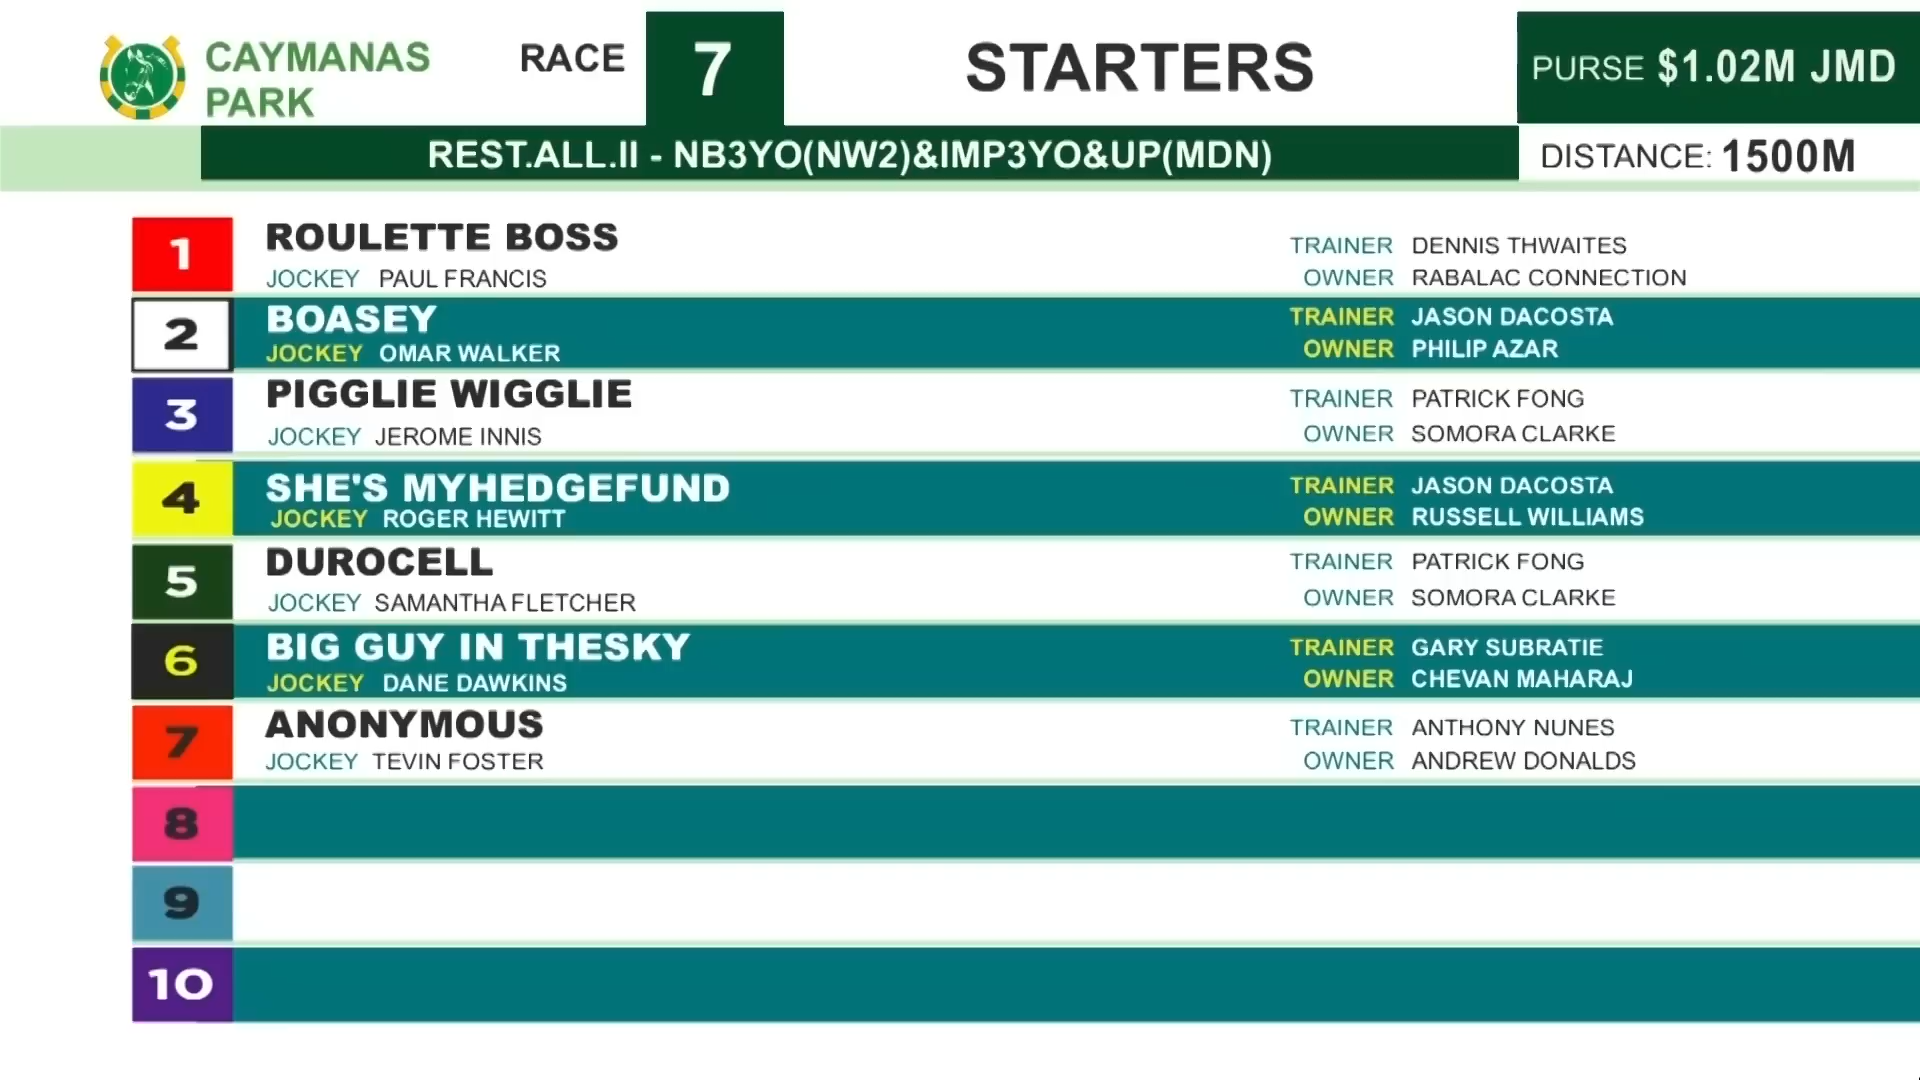 CAYMANAS
PARK
RACE 7 STARTERS PURSE $1.02M JMD
REST.ALL.II - NB3YO(NW2)&IMP3YO&UP(MDN) DISTANCE: 1500M
1 ROULETTE BOSS
JOCKEY PAUL FRANCIS
TRAINER DENNIS THWAITES
OWNER RABALAC CONNECTION
2 BOASEY
JOCKEY OMAR WALKER
TRAINER JASON DACOSTA
OWNER PHILIP AZAR
3 PIGGLIE WIGGLIE
JOCKEY JEROME INNIS
TRAINER PATRICK FONG
OWNER SOMORA CLARKE
4 SHE'S MYHEDGEFUND
JOCKEY ROGER HEWITT
TRAINER JASON DACOSTA
OWNER RUSSELL WILLIAMS
5 DUROCELL
JOCKEY SAMANTHA FLETCHER
TRAINER PATRICK FONG
OWNER SOMORA CLARKE
6 BIG GUY IN THESKY
JOCKEY DANE DAWKINS
TRAINER GARY SUBRATIE
OWNER CHEVAN MAHARAJ
7 ANONYMOUS
JOCKEY TEVIN FOSTER
TRAINER ANTHONY NUNES
OWNER ANDREW DONALDS
8
9
10